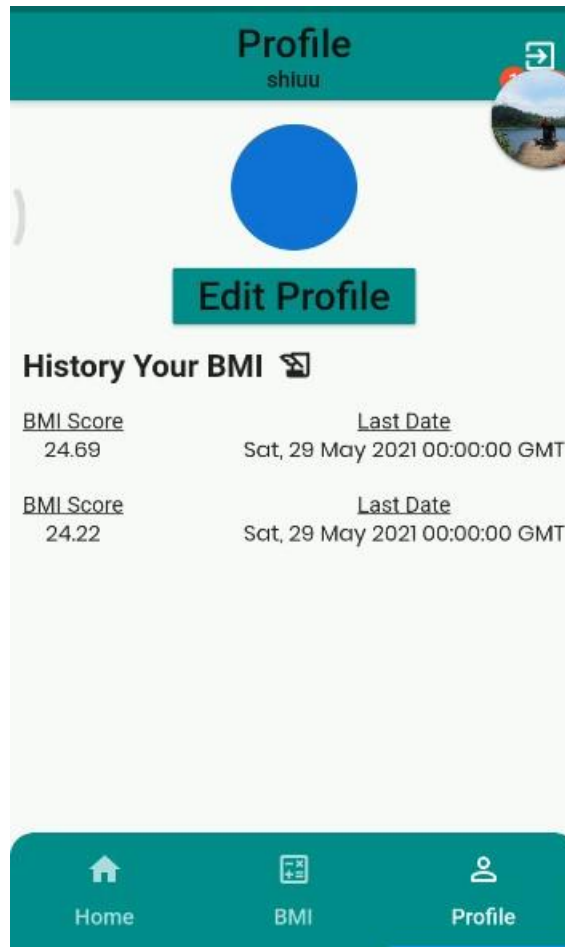 Profile
shiuu
Edit Profile
History Your BMI
BMI Score Last Date
24.69 Sat, 29 May 2021 00:00:00 GMT
BMI Score Last Date
24.22 Sat, 29 May 2021 00:00:00 GMT
Home BMI Profile